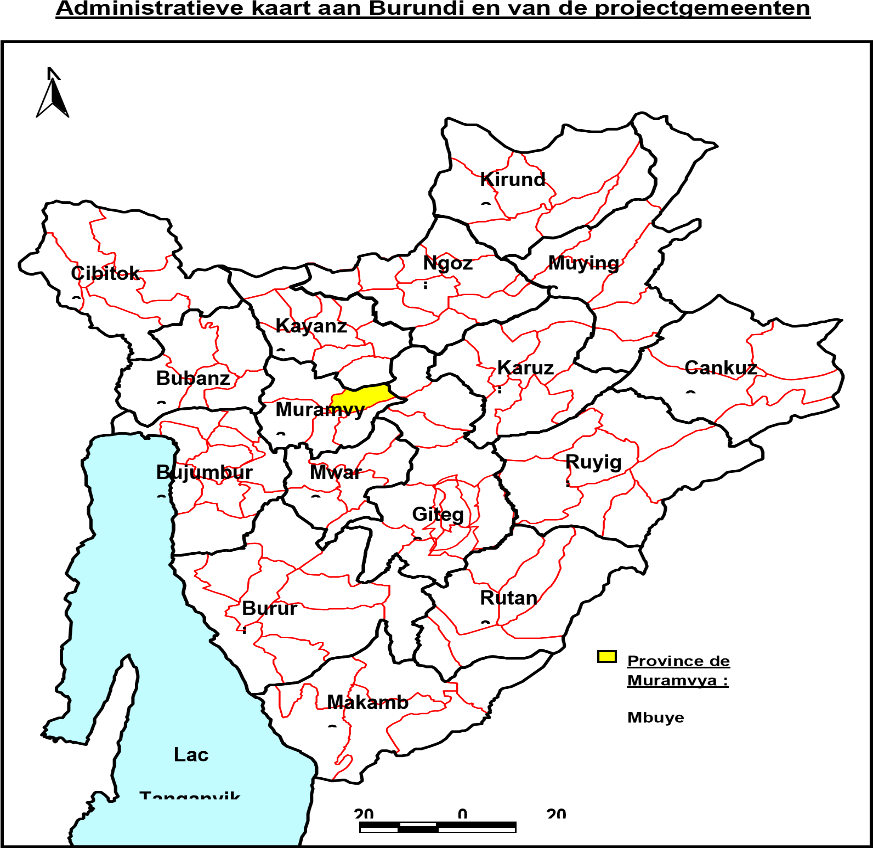 Administratieve kaart aan Burundi en van de projectgemeenten
N
Kirund
Ngoz
Muying
Cibitok
Kayanz
Karuz
Cankuz
Bubanz
Muramvy
Ruyig
Bujumbur
Mwar
Giteg
Rutan
Burur
Province de
Muramvya :
Makamb
Mbuye
Lac
Tanganyik
20 0 20